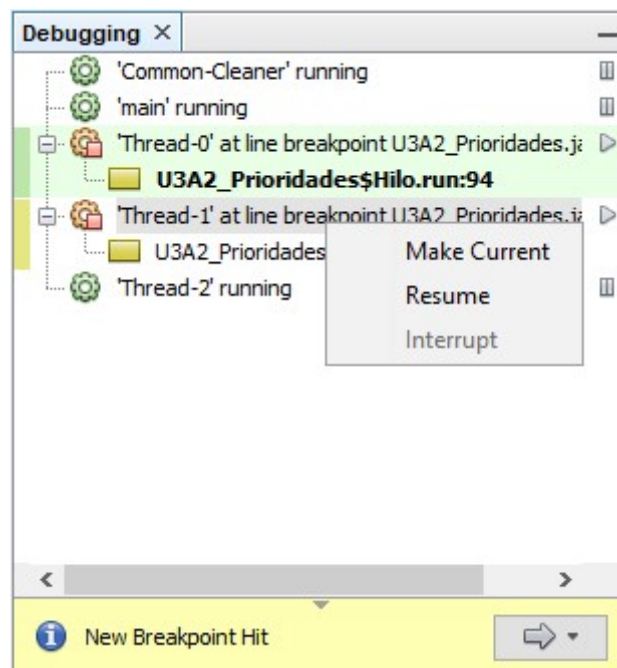 Debugging
'Common-Cleaner' running
'main' running
'Thread-0' at line breakpoint U3A2_Prioridades.ja
U3A2_Prioridades$Hilo.run:94
'Thread-1' at line breakpoint U3A2_Prioridades.ja
U3A2_Prioridades
Make Current
'Thread-2' running
Resume
Interrupt
New Breakpoint Hit